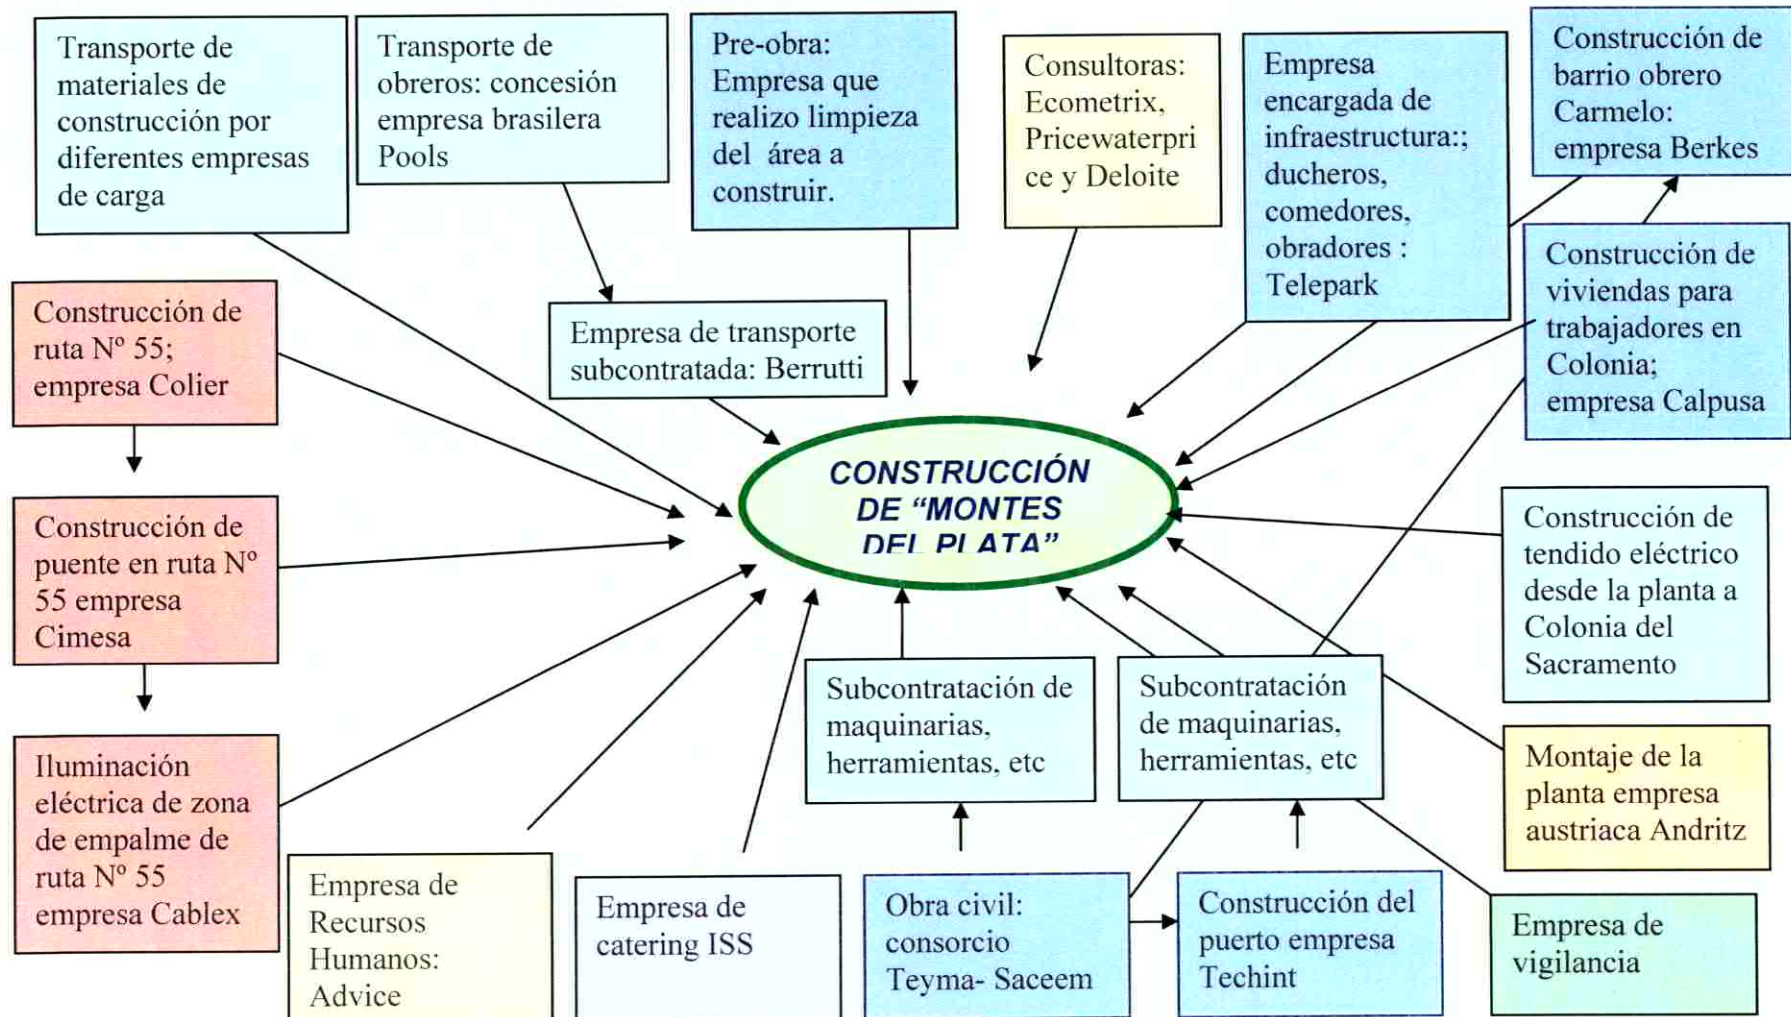 Transporte de
materiales de
construcción por
diferentes empresas
de carga
Transporte de
obreros: concesión
empresa brasilera
Pools
Pre-obra:
Empresa que
realizo limpieza
del área a
construir.
Consultoras:
Ecometrix,
Pricewaterpri
ce y Deloite
Empresa
encargada de
infraestructura:;
ducheros,
comedores,
obradores :
Telepark
Construcción de
barrio obrero
Carmelo:
empresa Berkes
Construcción de
viviendas para
trabajadores en
Colonia;
empresa Calpusa
Construcción de
ruta Nº 55;
empresa Colier
Empresa de transporte
subcontratada: Berrutti
CONSTRUCCIÓN
DE “MONTES
DEL PLATA”
Construcción de
puente en ruta Nº
55 empresa
Cimesa
Construcción de
tendido eléctrico
desde la planta a
Colonia del
Sacramento
Subcontratación de
maquinarias,
herramientas, etc
Subcontratación
de maquinarias,
herramientas, etc
Iluminación
eléctrica de zona
de empalme de
ruta Nº 55
empresa Cablex
Montaje de la
planta empresa
austriaca Andritz
Empresa de
Recursos
Humanos:
Advice
Empresa de
catering ISS
Obra civil:
consorcio
Teyma- Saceem
Construcción del
puerto empresa
Techint
Empresa de
vigilancia